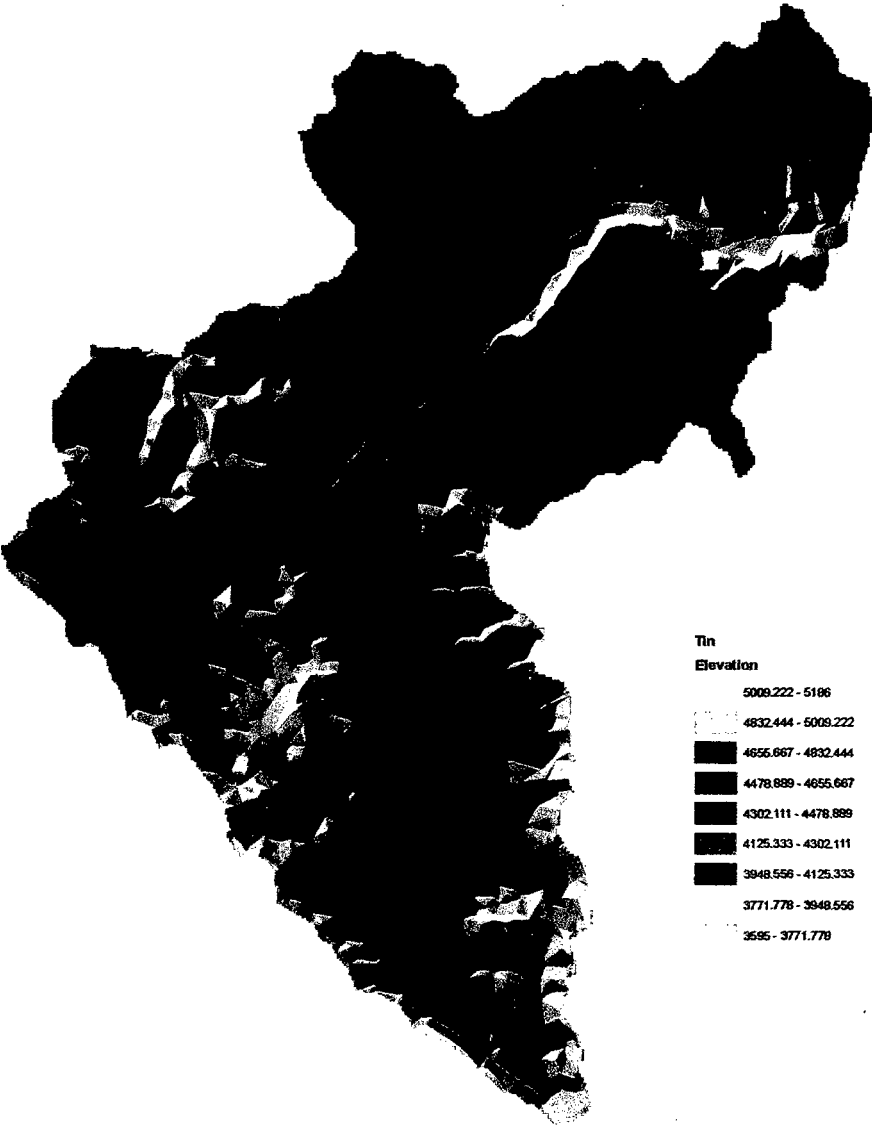 Tin
Elevation
5009.222 - 5186
4832.444 - 5009.222
4655.667 - 4832.444
4478.889 - 4655.667
4302.111 - 4478.889
4125.333 - 4302.111
3948.556 - 4125.333
3771.778 - 3948.556
3595 - 3771.778